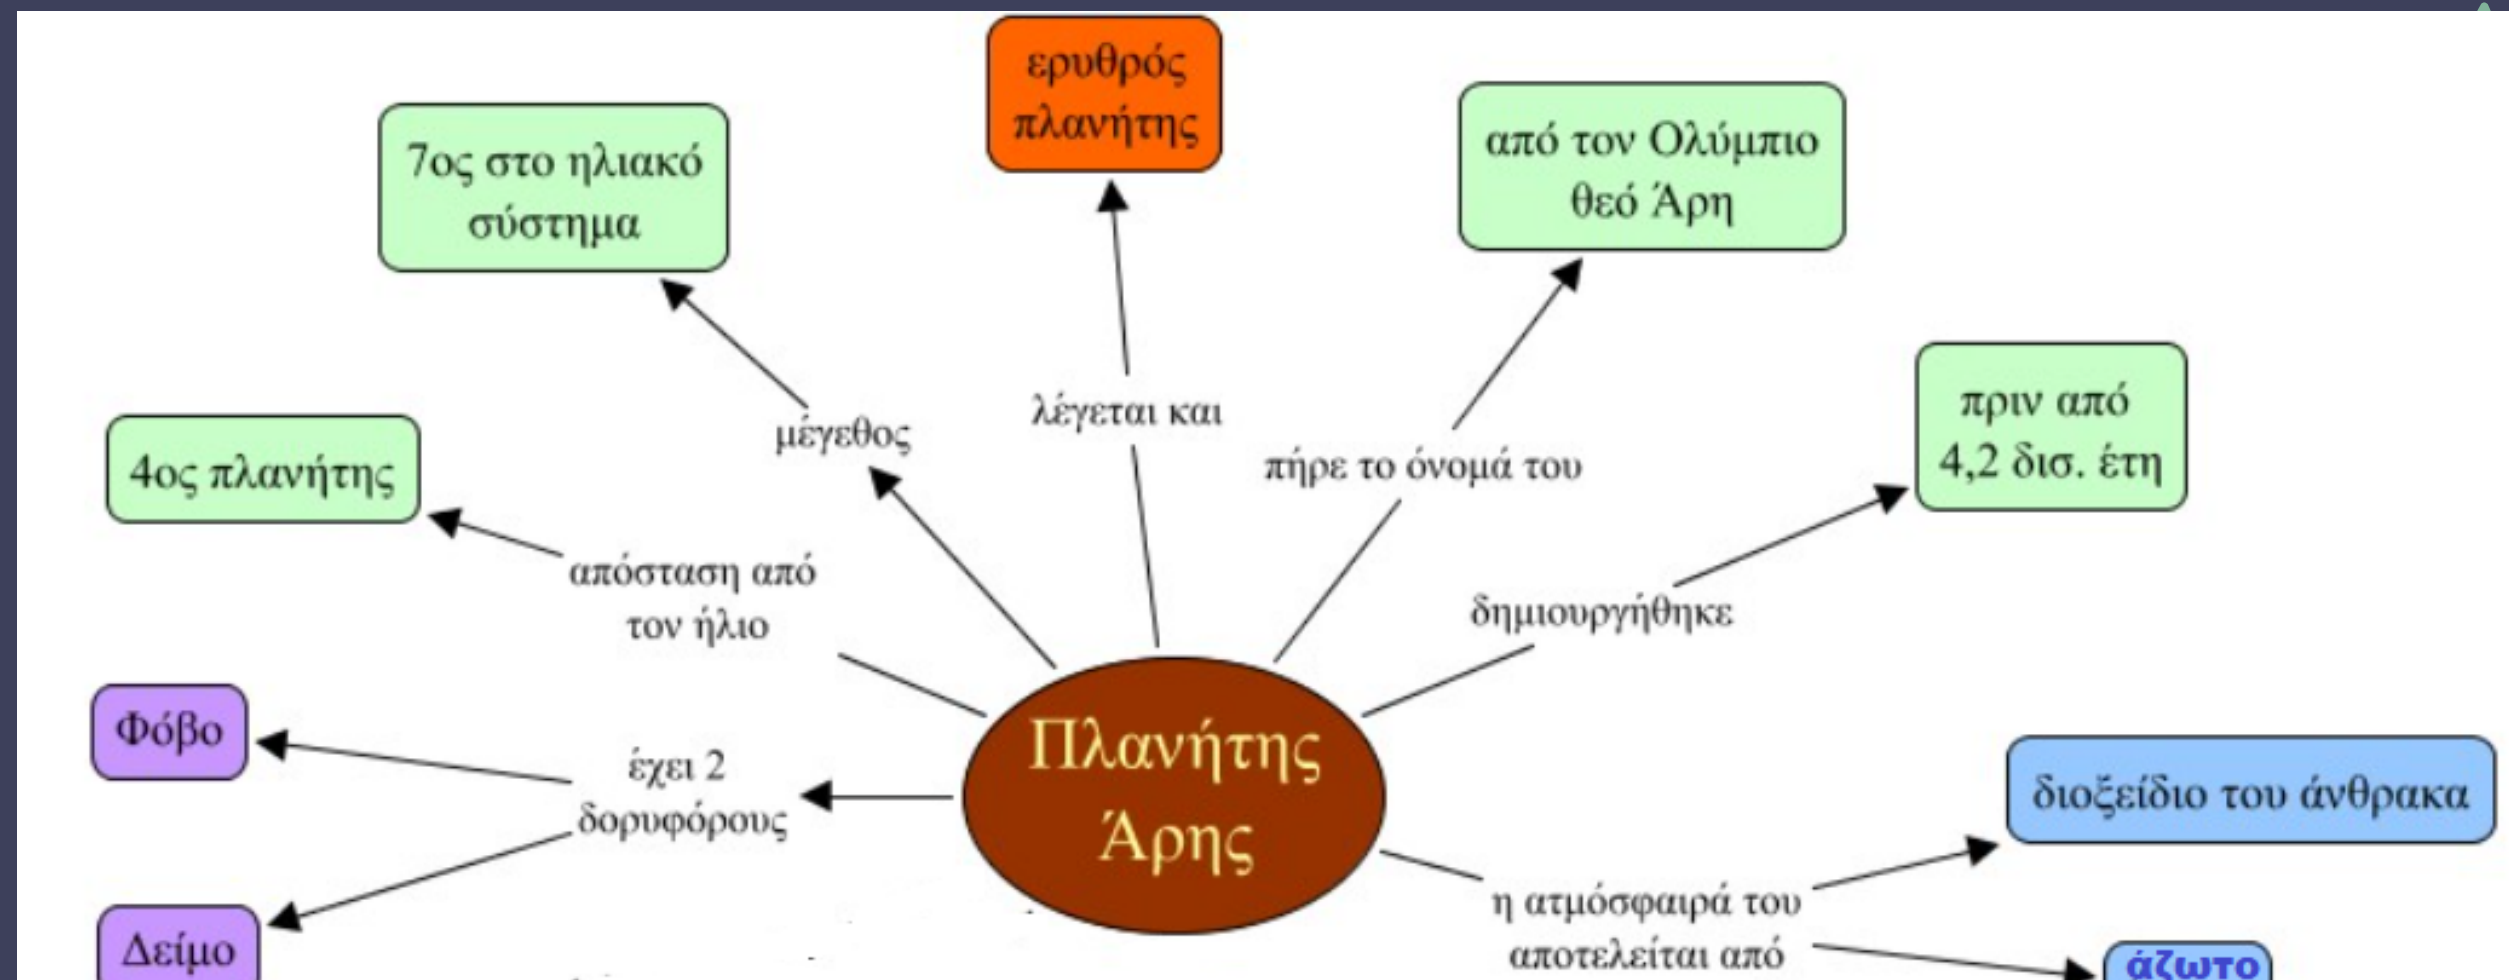 ερυθρός
πλανήτης
7ος στο ηλιακό
σύστημα
από τον Ολύμπιο
θεό Άρη
πριν από
4,2 δισ. έτη
4ος πλανήτης
μέγεθος
λέγεται και
πήρε το όνομά του
απόσταση από
τον ήλιο
δημιουργήθηκε
Φόβο
έχει 2
δορυφόρους
Πλανήτης
Άρης
διοξείδιο του άνθρακα
Δείμο
η ατμόσφαιρά του
αποτελείται από
άζωτο